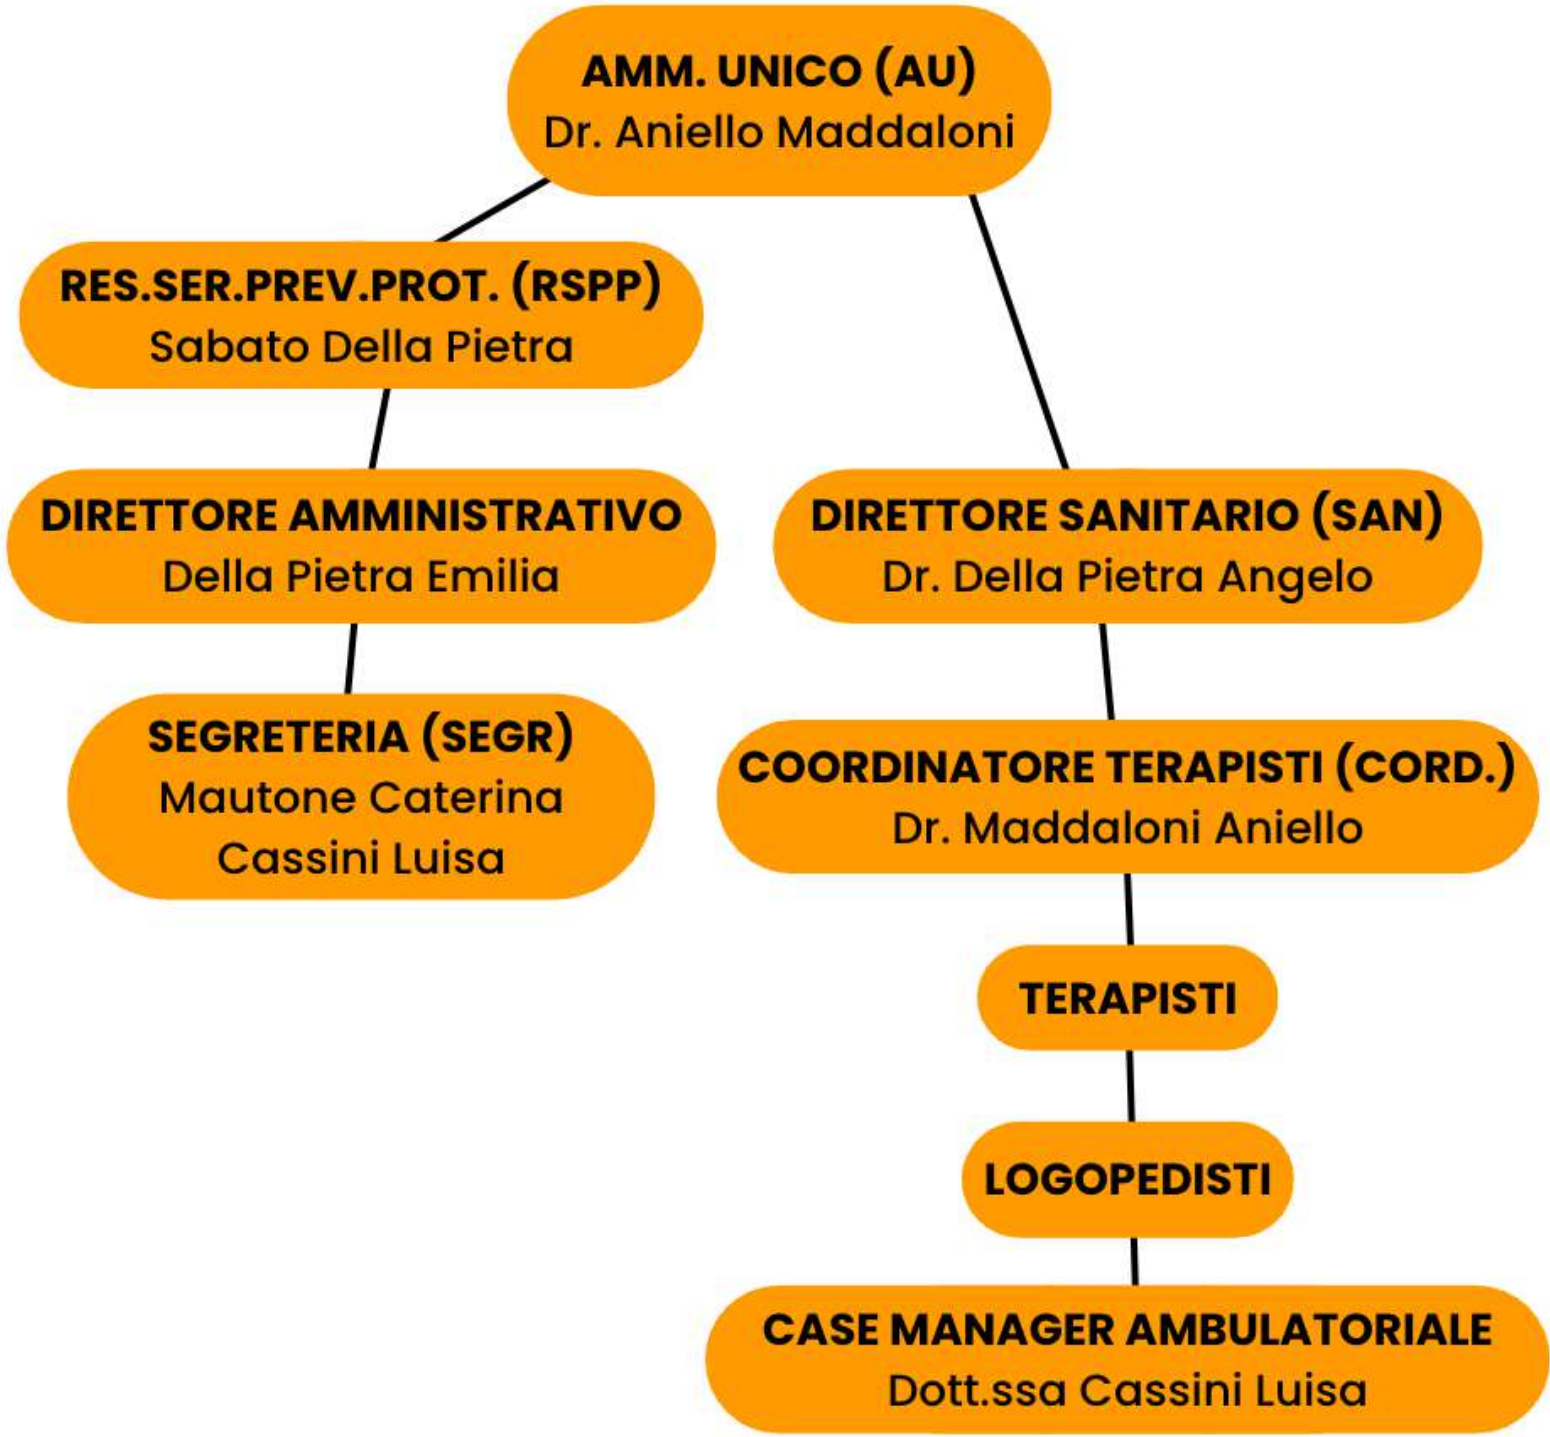 AMM. UNICO (AU)
Dr. Aniello Maddaloni
RES.SER.PREV.PROT. (RSPP)
Sabato Della Pietra
DIRETTORE AMMINISTRATIVO
Della Pietra Emilia
SEGRETERIA (SEGR)
Mautone Caterina
Cassini Luisa
DIRETTORE SANITARIO (SAN)
Dr. Della Pietra Angelo
COORDINATORE TERAPISTI (CORD.)
Dr. Maddaloni Aniello
TERAPISTI
LOGOPEDISTI
CASE MANAGER AMBULATORIALE
Dott.ssa Cassini Luisa